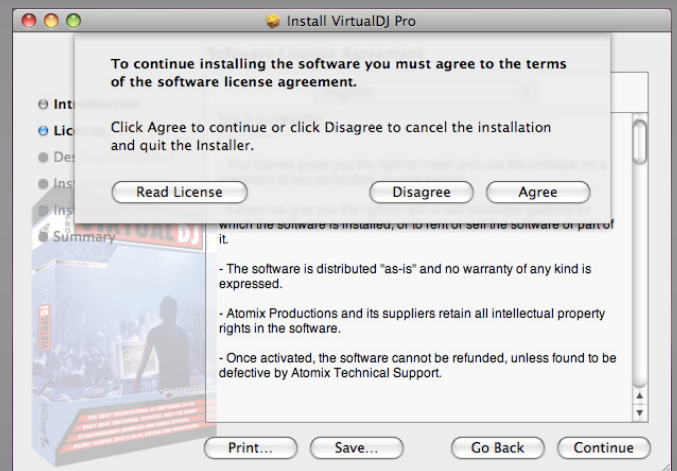 Install VirtualDJ Pro
Software License Agreement
To continue installing the software you must agree to the terms
of the software license agreement.
Click Agree to continue or click Disagree to cancel the installation
and quit the Installer.
Read License
Disagree
Agree
Summary
which the software is installed, or to rent or sell the software or part of
it.
- The software is distributed "as-is" and no warranty of any kind is
expressed.
- Atomix Productions and its suppliers retain all intellectual property
rights in the software.
- Once activated, the software cannot be refunded, unless found to be
defective by Atomix Technical Support.
VIRTUAL DJ
Print...
Save...
Go Back
Continue